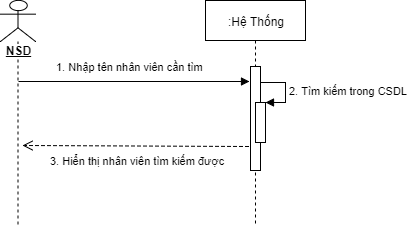 :Hệ Thống
NSD
1. Nhập tên nhân viên cần tìm
2. Tìm kiếm trong CSDL
3. Hiển thị nhân viên tìm kiếm được